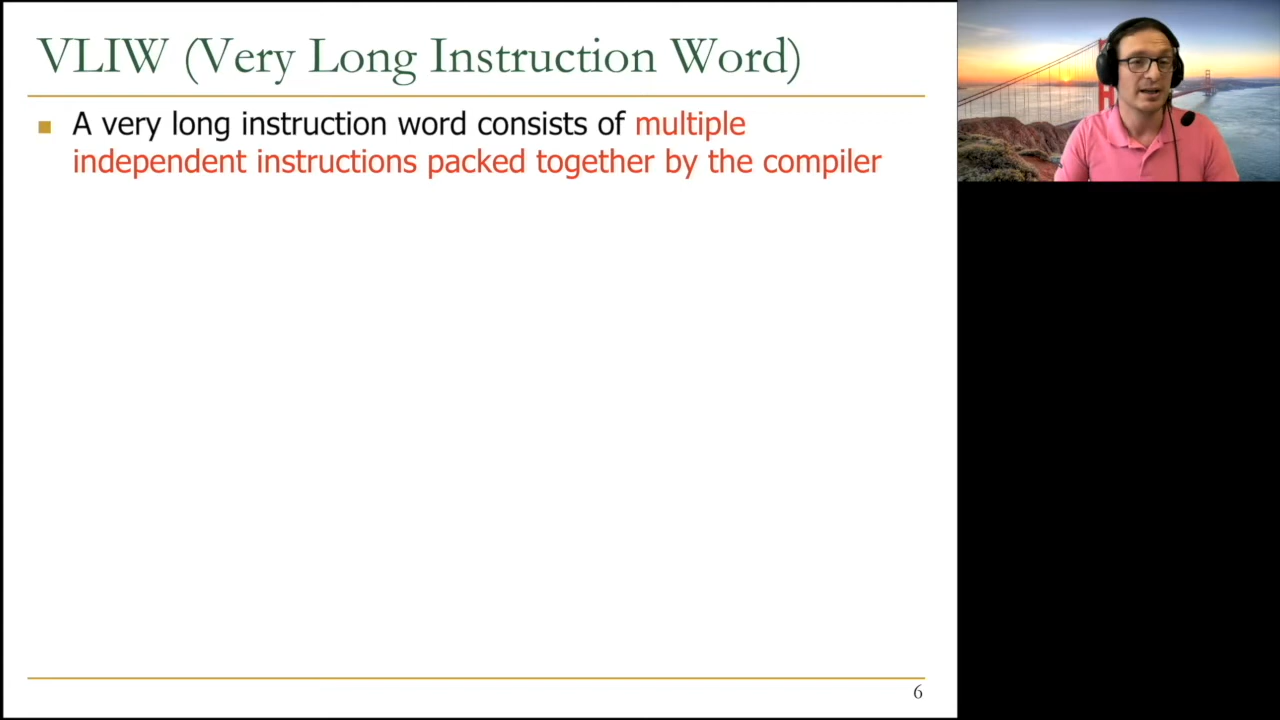 VLIW (Very Long Instruction Word)
A very long instruction word consists of multiple
independent instructions packed together by the compiler
6